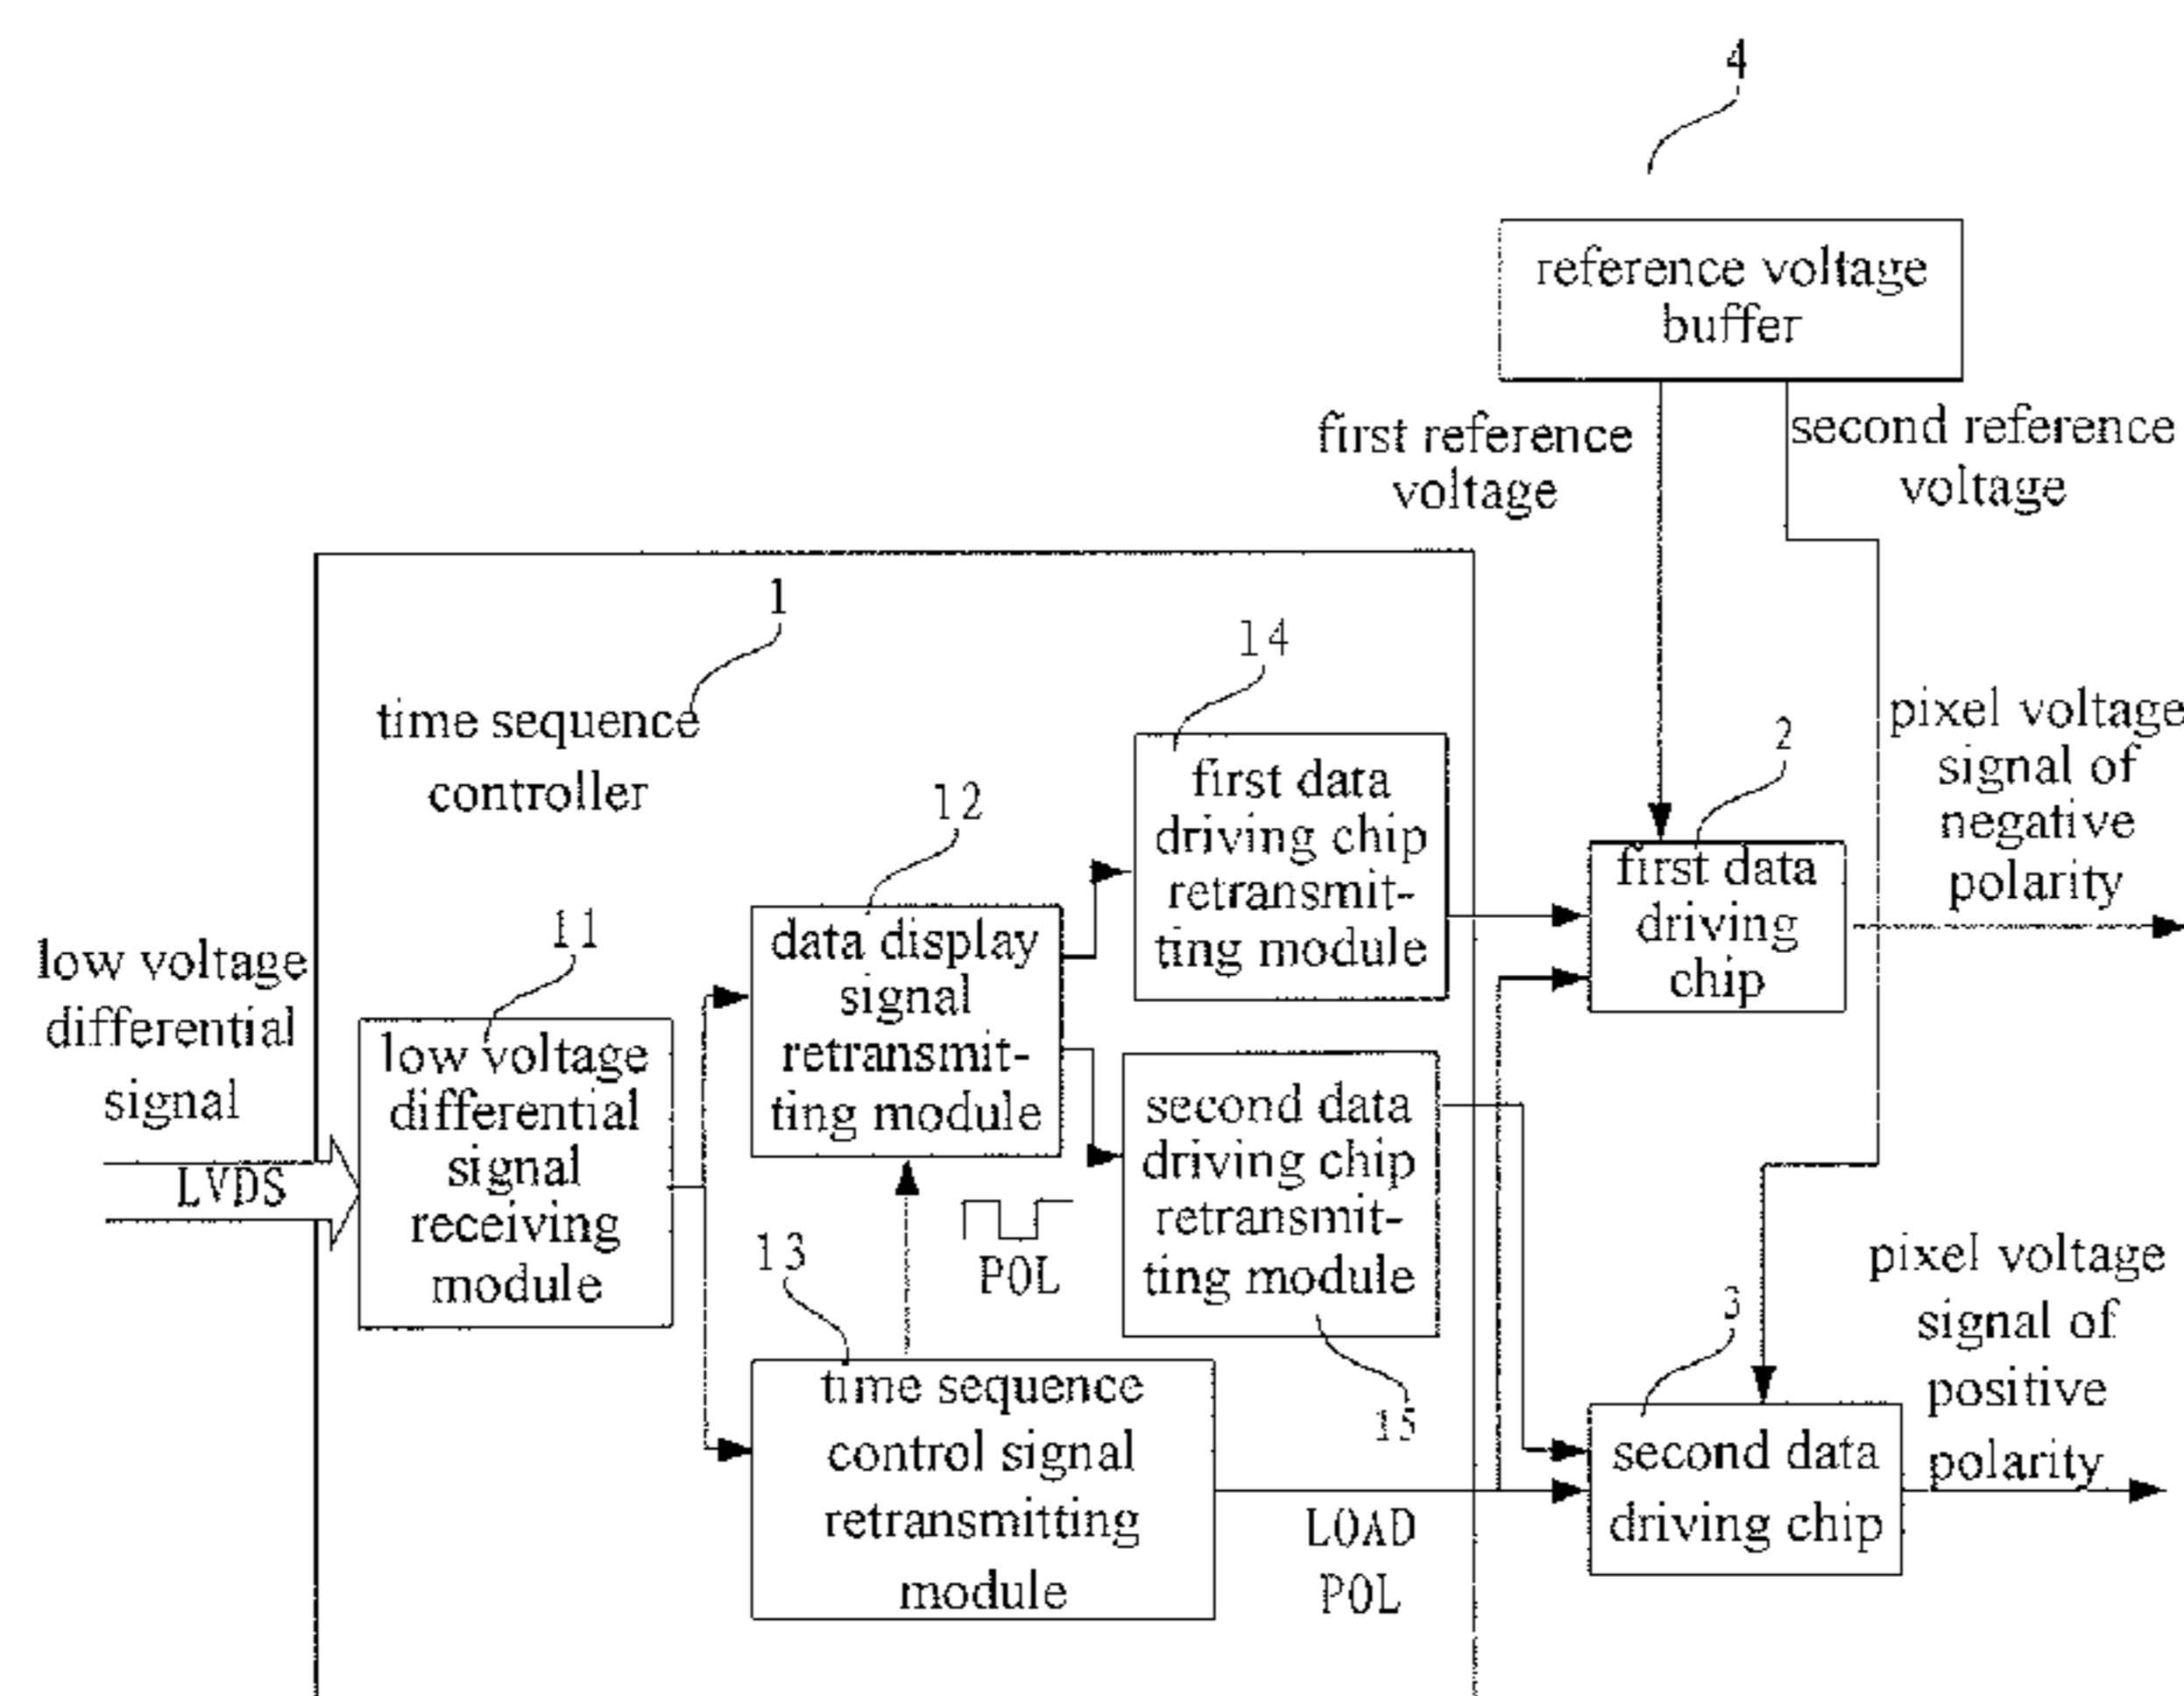 4
reference voltage
buffer
first reference
voltage
second reference
voltage
1
time sequence
controller
14
first data
driving chip
retransmit-
ting module
2
first data
driving
chip
pixel voltage
signal of
negative
polarity
12
data display
signal
retransmit-
ting module
11
low voltage
differential
signal
receiving
module
low voltage
differential
signal
LVDS
second data
driving chip
retransmit-
ting module
15
POL
13
time sequence
control signal
retransmitting
module
LOAD
POL
3
second data
driving chip
pixel voltage
signal of
positive
polarity